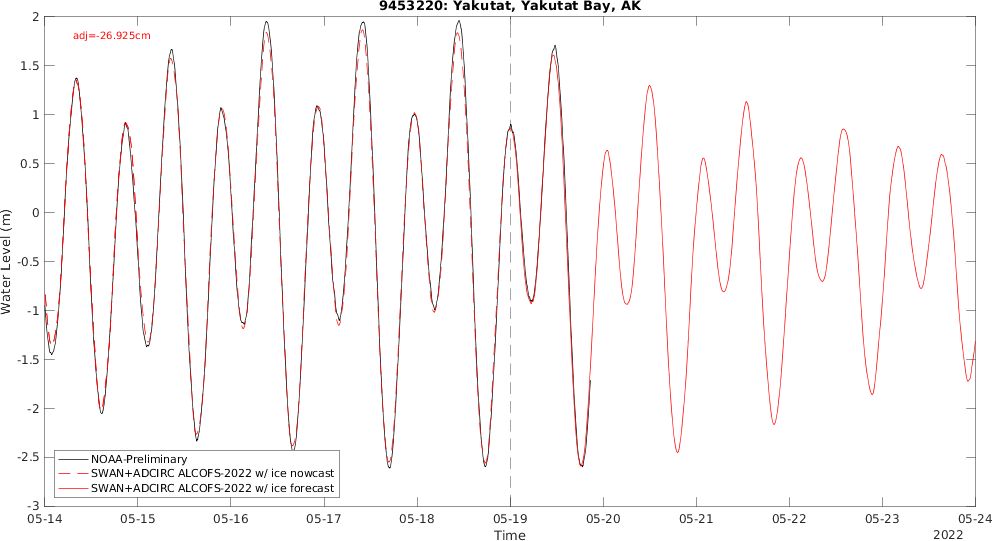 9453220: Yakutat, Yakutat Bay, AK
adj=-26.925cm
2
1.5
1
0.5
0
-0.5
-1
-1.5
-2
-2.5
-3
Water Level (m)
NOAA-Preliminary
SWAN+ADCIRC ALCOFS-2022 w/ ice nowcast
SWAN+ADCIRC ALCOFS-2022 w/ ice forecast
05-14 05-15 05-16 05-17 05-18 05-19 05-20 05-21 05-22 05-23 05-24
Time
2022